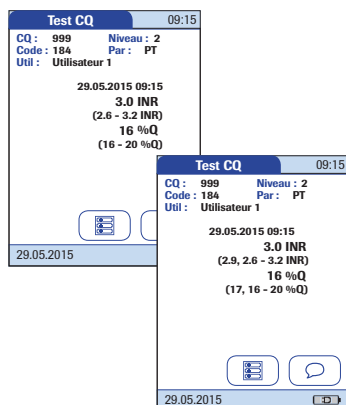 Test CQ 09:15
CQ : 999 Niveau : 2
Code : 184 Par : PT
Util : Utilisateur 1
29.05.2015 09:15
3.0 INR
(2.6 - 3.2 INR)
16 %Q
(16 - 20 %Q)
29.05.2015
Test CQ 09:15
CQ : 999 Niveau : 2
Code : 184 Par : PT
Util : Utilisateur 1
29.05.2015 09:15
3.0 INR
(2.9, 2.6 - 3.2 INR)
16 %Q
(17, 16 - 20 %Q)
29.05.2015